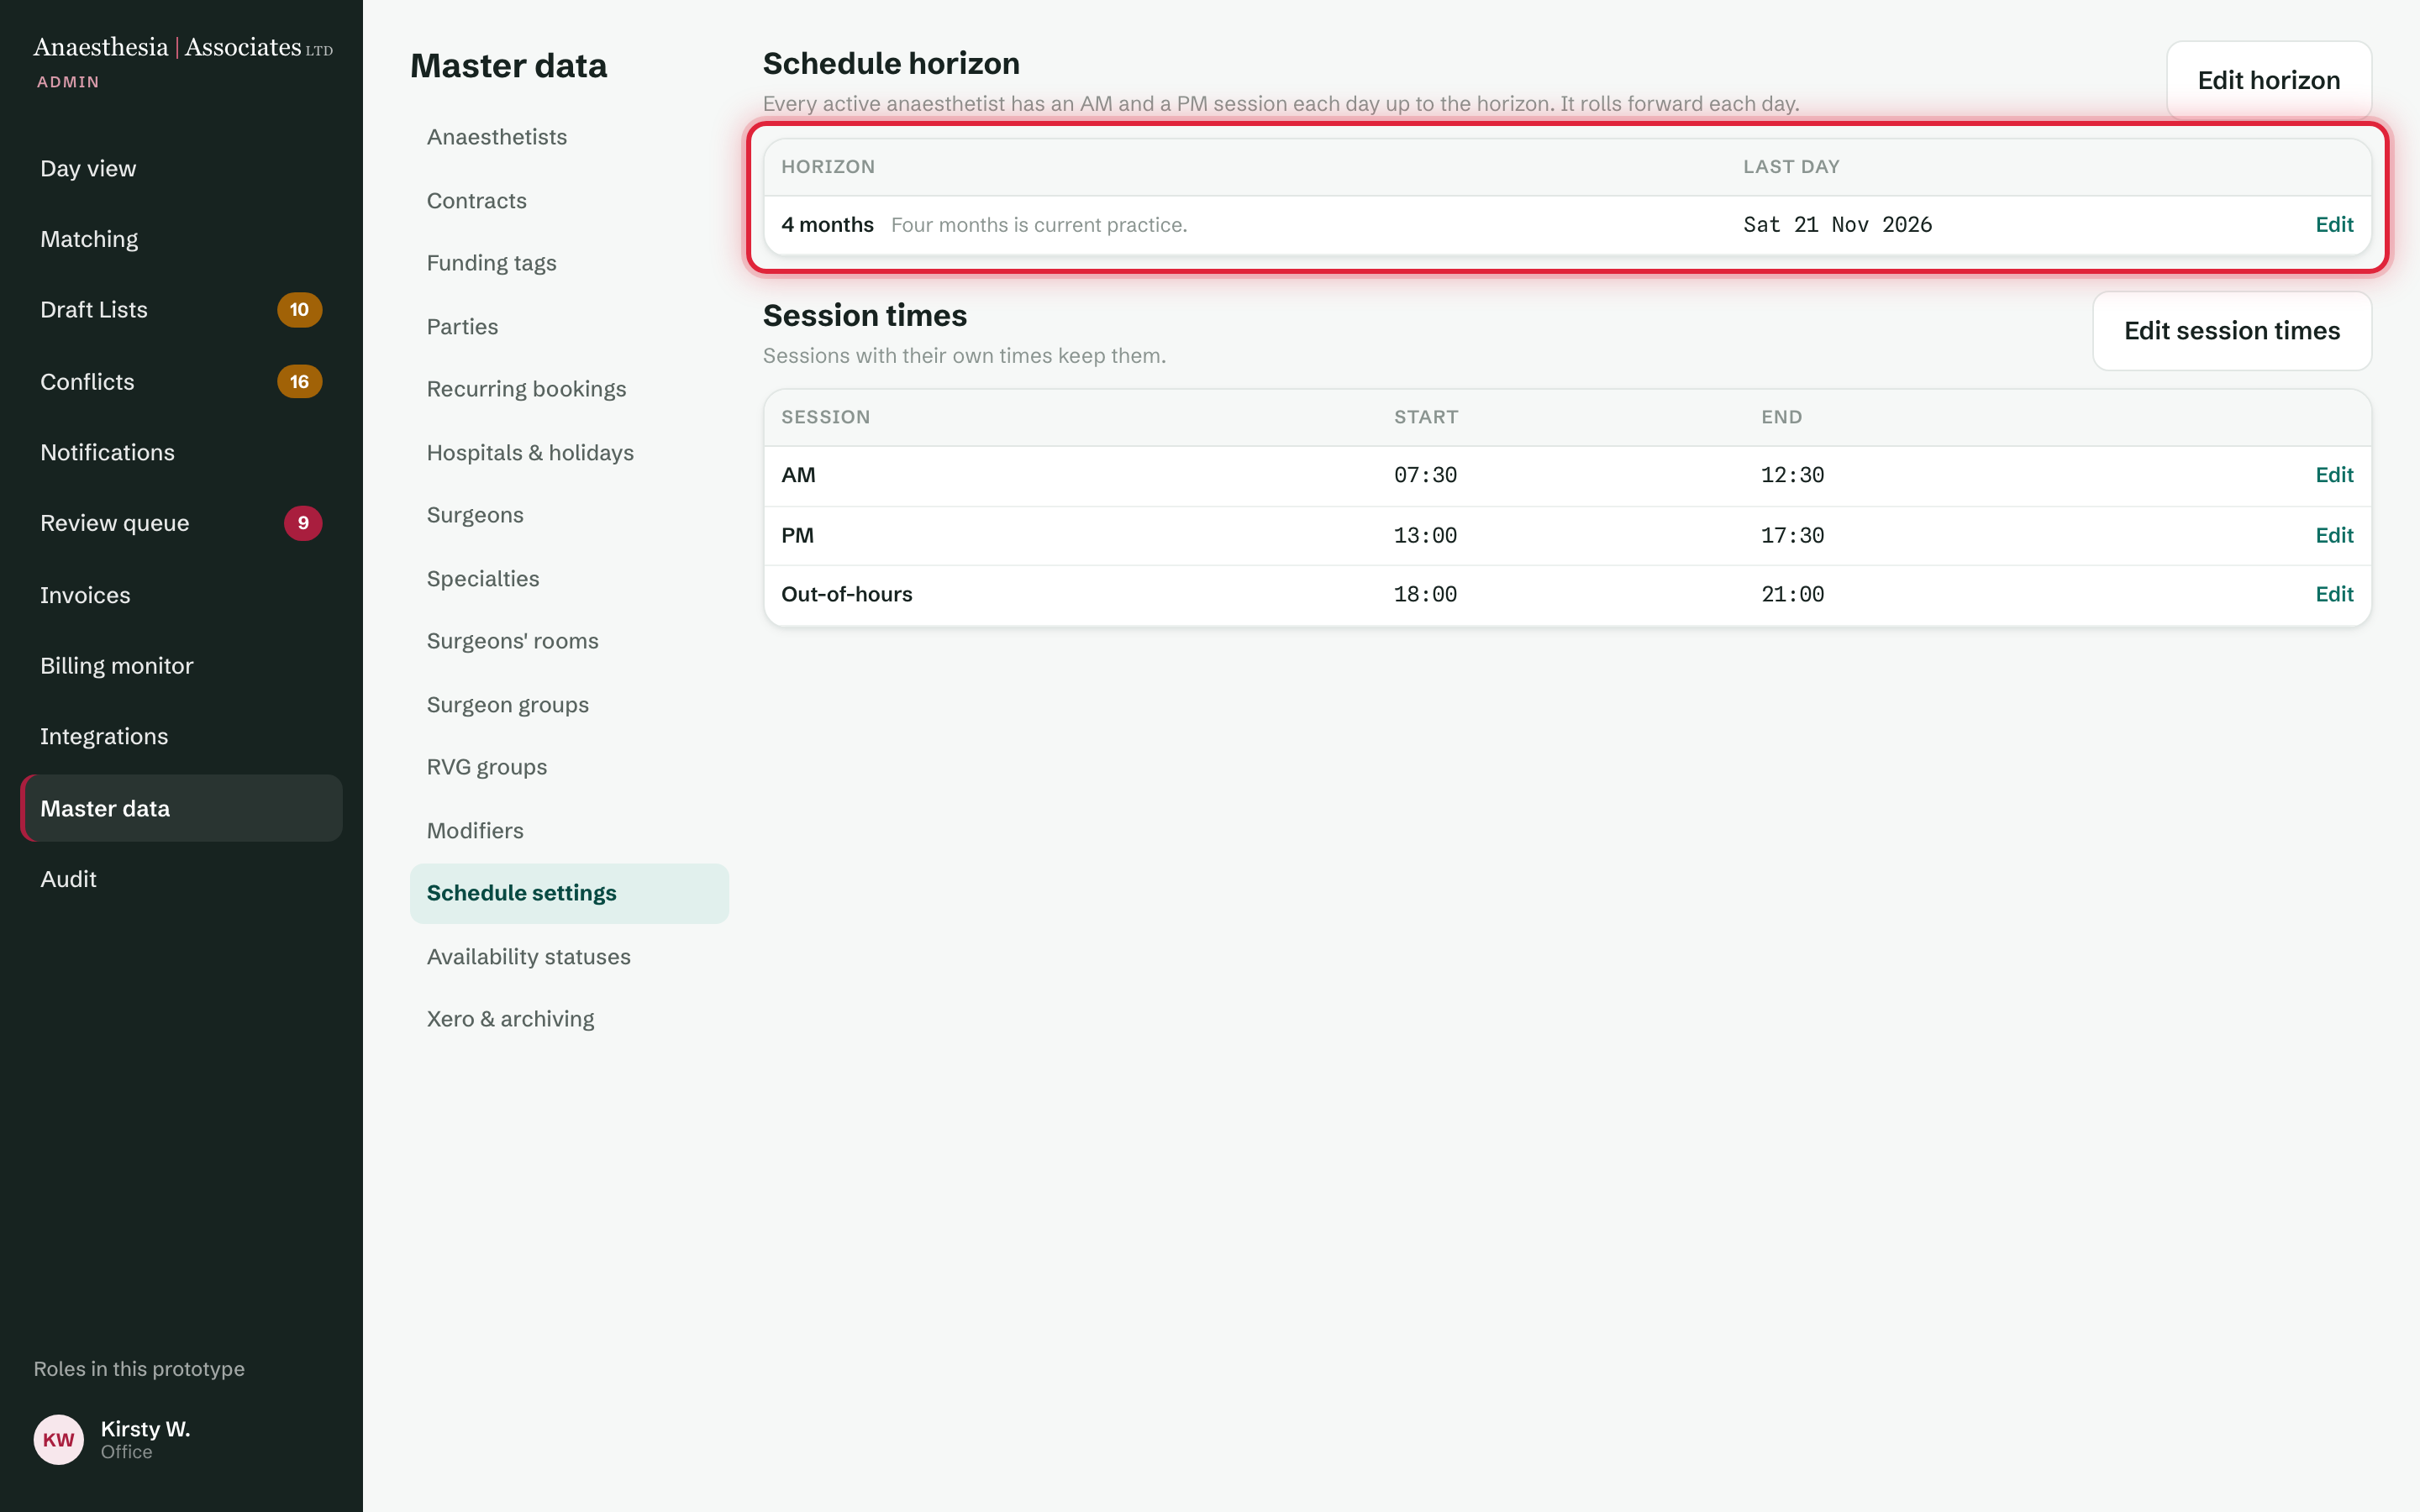 Anaesthesia | Associates LTD
ADMIN
Day view
Matching
Draft Lists 10
Conflicts 16
Notifications
Review queue 9
Invoices
Billing monitor
Integrations
Master data
Audit
Roles in this prototype
KW Kirsty W.
Office
Master data
Anaesthetists
Contracts
Funding tags
Parties
Recurring bookings
Hospitals & holidays
Surgeons
Specialties
Surgeons' rooms
Surgeon groups
RVG groups
Modifiers
Schedule settings
Availability statuses
Xero & archiving
Schedule horizon
Every active anaesthetist has an AM and a PM session each day up to the horizon. It rolls forward each day.
Edit horizon
HORIZON LAST DAY
4 months Four months is current practice. Sat 21 Nov 2026 Edit
Session times
Sessions with their own times keep them.
Edit session times
SESSION START END
AM 07:30 12:30 Edit
PM 13:00 17:30 Edit
Out-of-hours 18:00 21:00 Edit